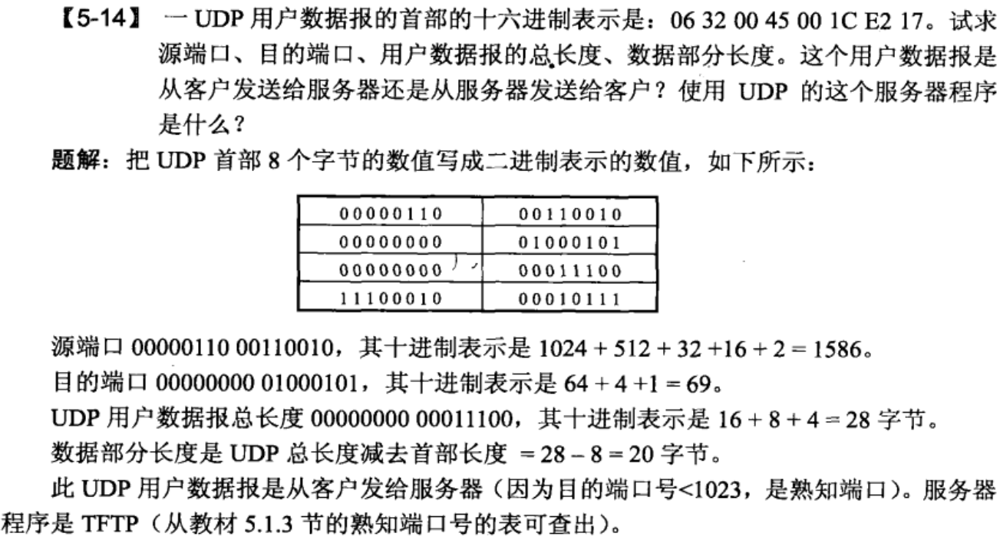 【5-14】 一 UDP 用户数据报的首部的十六进制表示是：06 32 00 45 00 1C E2 17。试求
源端口、目的端口、用户数据报的总长度、数据部分长度。这个用户数据报是
从客户发送给服务器还是从服务器发送给客户？使用 UDP 的这个服务器程序
是什么？
题解：把 UDP 首部 8 个字节的数值写成二进制表示的数值，如下所示：
00000110 00110010
00000000 01000101
00000000 00011100
11100010 00010111
源端口 00000110 00110010，其十进制表示是 1024 + 512 + 32 +16 + 2 = 1586。
目的端口 00000000 01000101，其十进制表示是 64 + 4 +1 = 69。
UDP 用户数据报总长度 00000000 00011100，其十进制表示是 16 + 8 + 4 = 28 字节。
数据部分长度是 UDP 总长度减去首部长度 = 28 – 8 = 20 字节。
此 UDP 用户数据报是从客户发给服务器（因为目的端口号<1023，是熟知端口）。服务器
程序是 TFTP（从教材 5.1.3 节的熟知端口号的表可查出）。